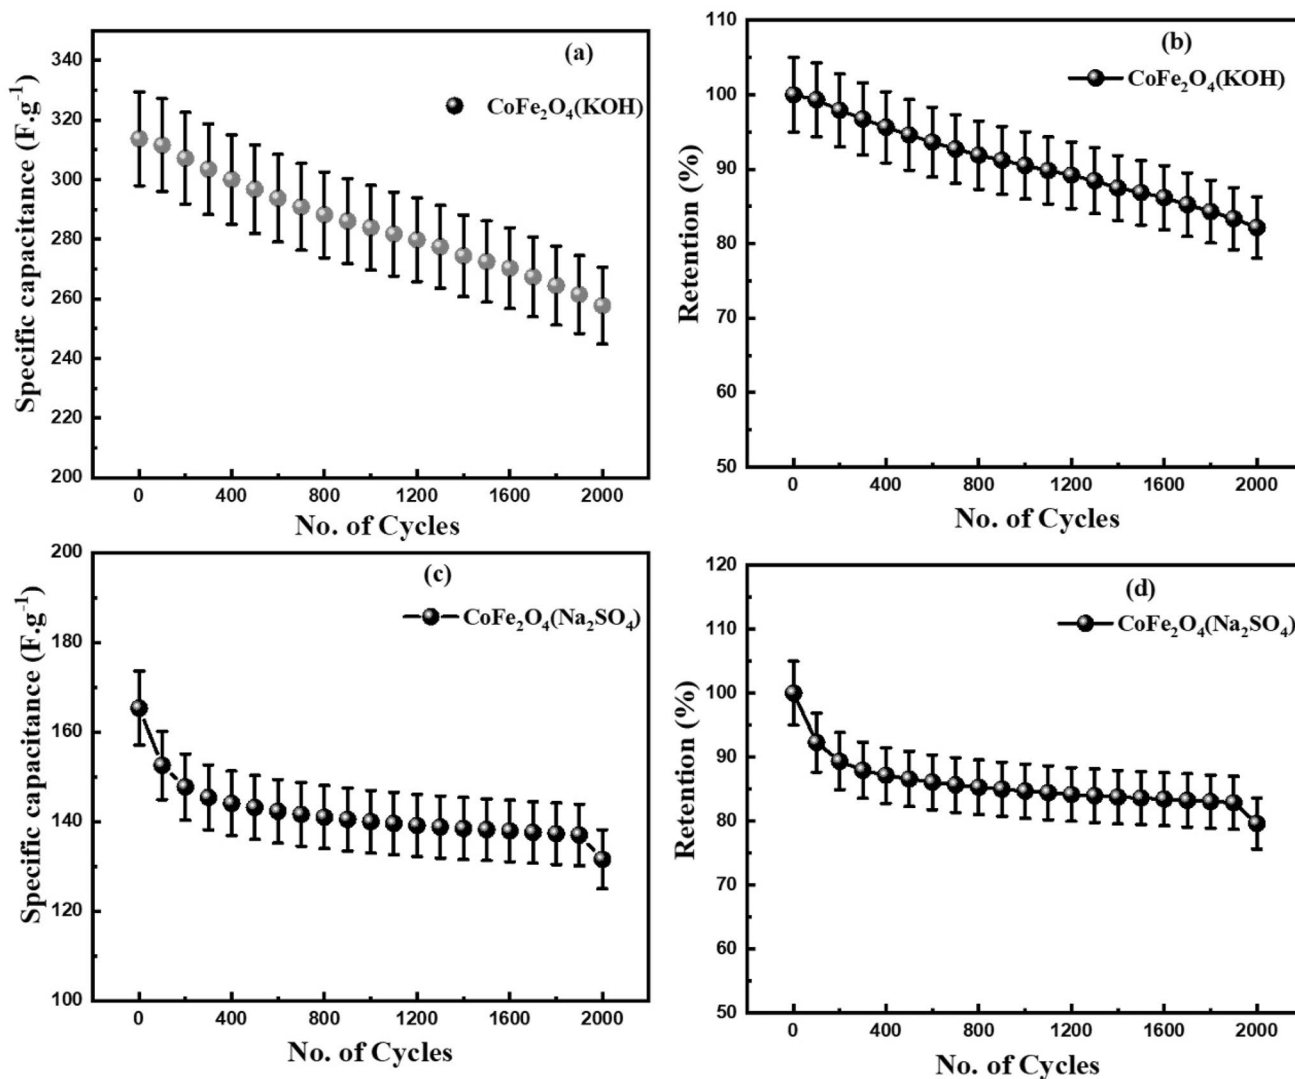 (a)
CoFe₂O₄(KOH)
Specific capacitance (F.g⁻¹)
340
320
300
280
260
240
220
200
0 400 800 1200 1600 2000
No. of Cycles
(b)
CoFe₂O₄(KOH)
Retention (%)
110
100
90
80
70
60
50
0 400 800 1200 1600 2000
No. of Cycles
(c)
CoFe₂O₄(Na₂SO₄)
Specific capacitance (F.g⁻¹)
200
180
160
140
120
100
0 400 800 1200 1600 2000
No. of Cycles
(d)
CoFe₂O₄(Na₂SO₄)
Retention (%)
120
110
100
90
80
70
60
50
0 400 800 1200 1600 2000
No. of Cycles